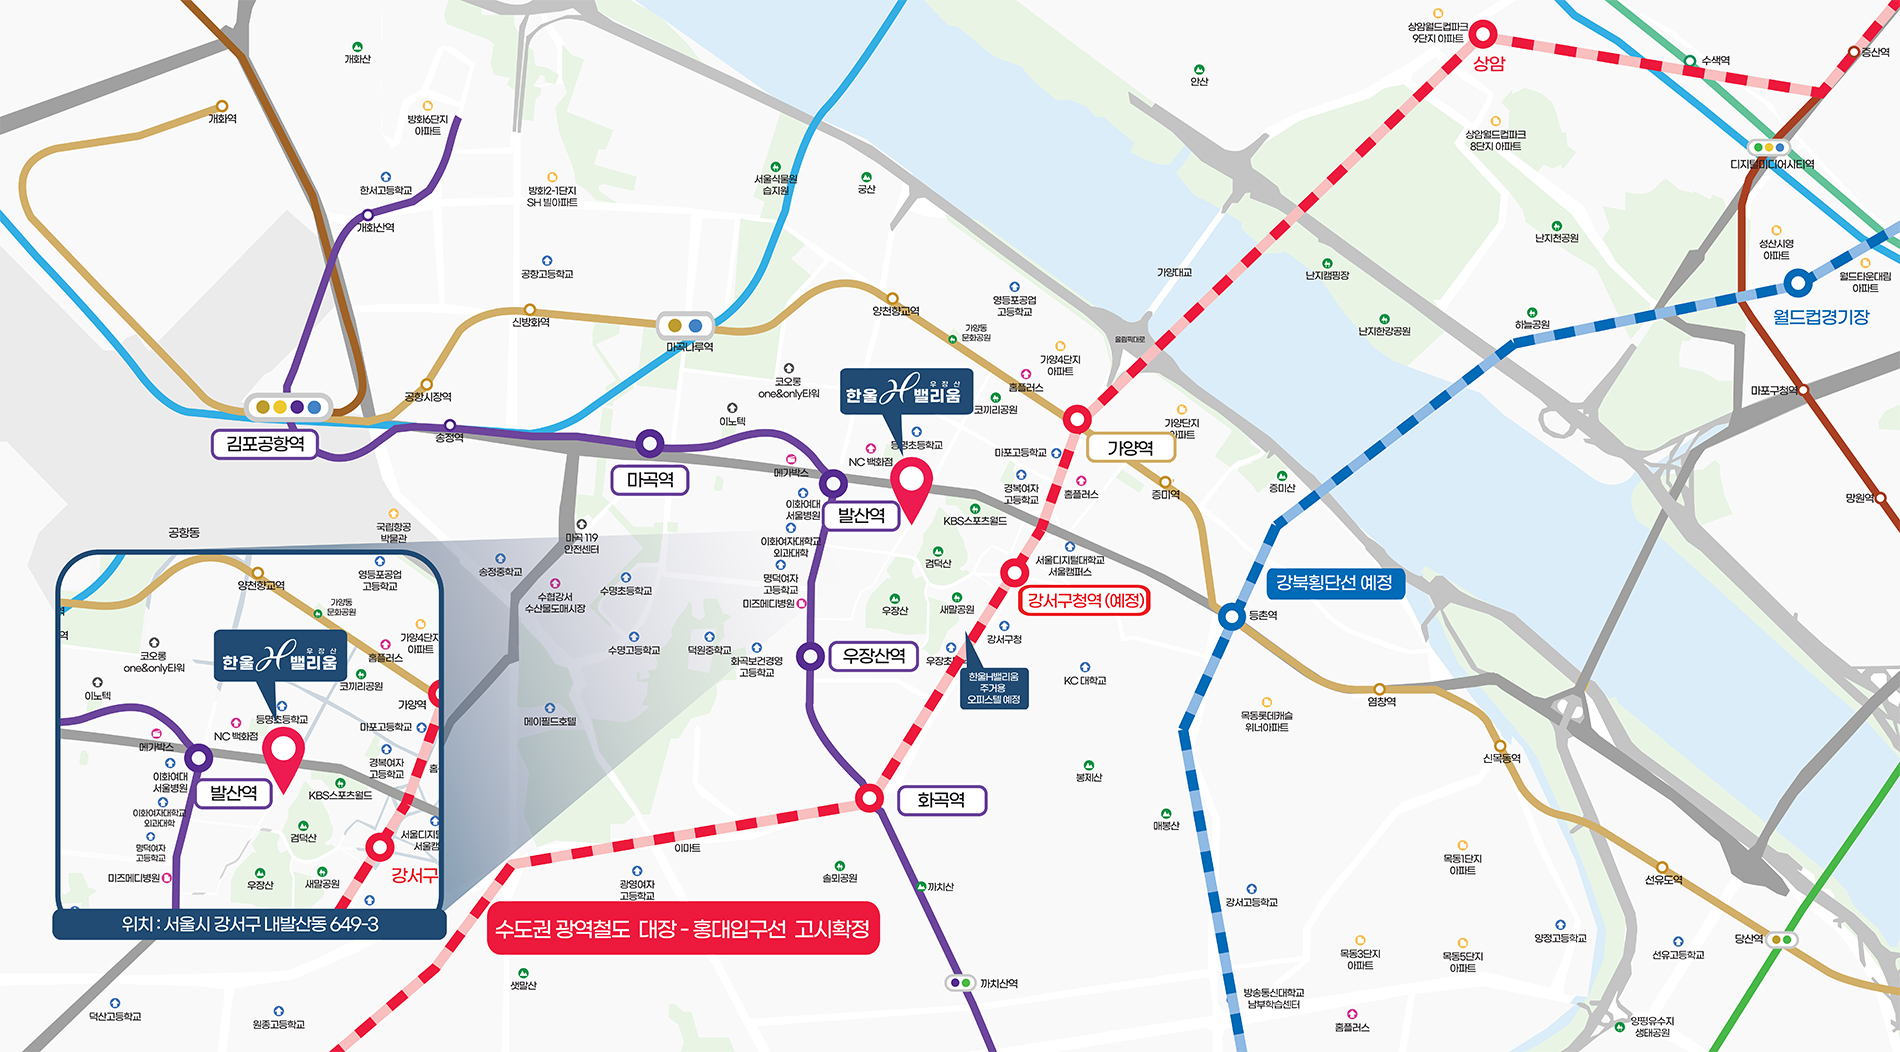 개화산
개화역
방화6단지
아파트
한서고등학교
개화산역
방화2-1단지
SH 빌아파트
공항고등학교
신방화역
서울식물원
습지원
궁산
안산
상암월드컵파크
9단지 아파트
상암
수색역
증산역
상암월드컵파크
8단지 아파트
디지털미디어시티역
난지천공원
성산시영
아파트
월드타운대림
아파트
월드컵경기장
난지캠핑장
하늘공원
난지한강공원
가양대교
올림픽대로
영등포공업
고등학교
양천향교역
가양동
문화공원
가양4단지
아파트
홈플러스
코끼리공원
마곡나루역
코오롱
one&only타워
이노텍
우장산
한울 H 밸리움
등명초등학교
NC 백화점
공항시장역
송정역
김포공항역
마곡역
메가박스
발산역
이화여대
서울병원
이화여자대학교
외과대학
명덕여자
고등학교
미즈메디병원
마포고등학교
경복여자
고등학교
홈플러스
가양단지
아파트
가양역
증미역
증미산
마포구청역
망원역
KBS스포츠월드
검덕산
우장산
새말공원
서울디지털대학교
서울캠퍼스
강서구청역 (예정)
강서구청
우장초
한울H밸리움
주거용
오피스텔 예정
강북횡단선 예정
등촌역
KC 대학교
공항동
국립항공
박물관
마곡 119
안전센터
송정중학교
수협강서
수산물도매시장
수명초등학교
수명고등학교
덕원중학교
화곡보건경영
고등학교
우장산역
메이필드호텔
화곡역
봉제산
매봉산
목동롯데캐슬
위너아파트
염창역
신목동역
이마트
솔뫼공원
까치산
광영여자
고등학교
수도권 광역철도 대장 - 홍대입구선 고시확정
샛말산
까치산역
강서고등학교
방송통신대학교
남부학습센터
목동1단지
아파트
목동3단지
아파트
목동5단지
아파트
홈플러스
양정고등학교
선유고등학교
선유도역
당산역
양평유수지
생태공원
덕산고등학교
원종고등학교
양천향교역
영등포공업
고등학교
가양동
문화공원
역
코오롱
one&only타워
이노텍
우장산
한울 H 밸리움
가양4단지
아파트
홈플러스
코끼리공원
가양역
등명초등학교
NC 백화점
마포고등학교
메가박스
이화여대
서울병원
발산역
경복여자
고등학교
홈
KBS스포츠월드
이화여자대학교
외과대학
검덕산
명덕여자
고등학교
서울디지털
서울캠
미즈메디병원
우장산
새말공원
강서구
위치 : 서울시 강서구 내발산동 649-3